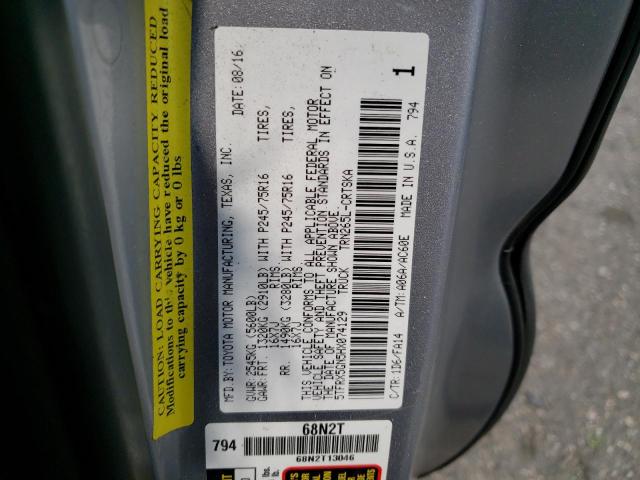 CAUTION: LOAD CARRYING CAPACITY REDUCED
Modifications to this vehicle have reduced the original load
carrying capacity by 0 kg or 0 lbs
MFD. BY: TOYOTA MOTOR MANUFACTURING, TEXAS, INC. DATE: 08/16
GVWR: 2545KG (5600LB)
GAWR: FRT. 1320KG (2910LB) WITH P245/75R16 TIRES,
16X7J RIMS.
RR. 1490KG (3280LB) WITH P245/75R16 TIRES,
16X7J RIMS.
THIS VEHICLE CONFORMS TO ALL APPLICABLE FEDERAL MOTOR
VEHICLE SAFETY AND THEFT PREVENTION STANDARDS IN EFFECT ON
THE DATE OF MANUFACTURE SHOWN ABOVE.
5TFRX5GN5HX074129 TRUCK TRN265L-CRTSKA 1
C/TR: 1D6/FA14 A/TM: A06A/AC60E MADE IN U.S.A. 794
794 68N2T
68N2T13046